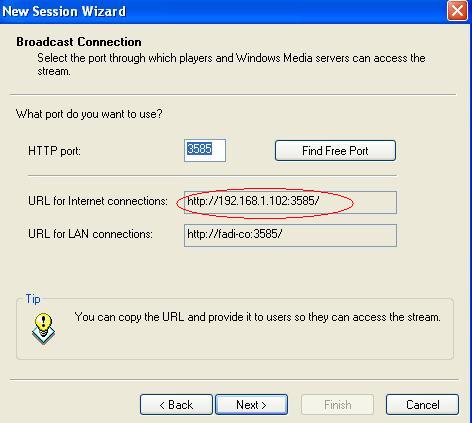 New Session Wizard
Broadcast Connection
Select the port through which players and Windows Media servers can access the
stream.
What port do you want to use?
HTTP port: 3585 Find Free Port
URL for Internet connections: http://192.168.1.102:3585/
URL for LAN connections: http://fadi-co:3585/
Tip
You can copy the URL and provide it to users so they can access the stream.
< Back Next > Finish Cancel